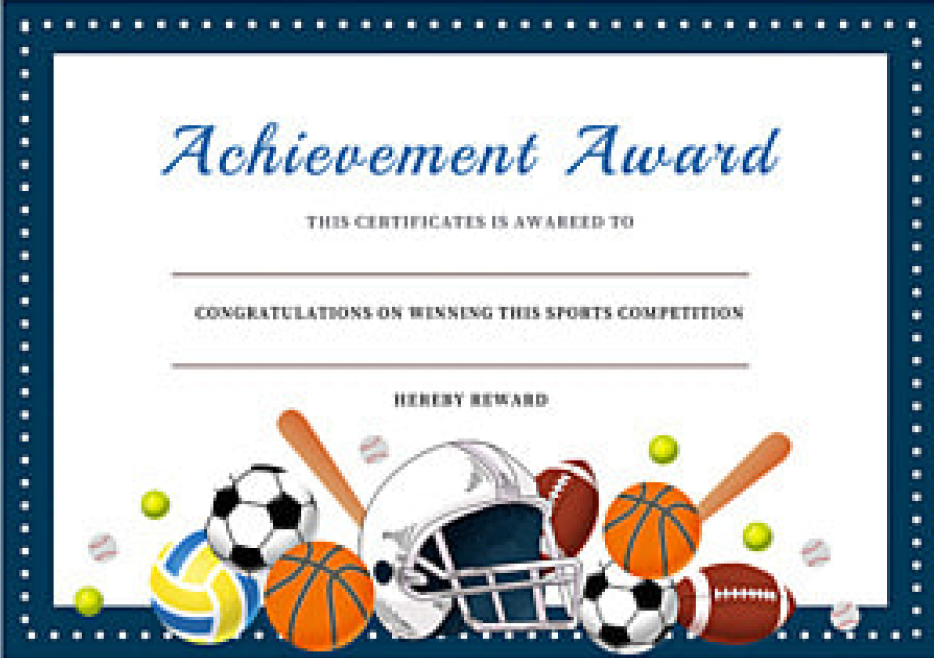 Achievement Award
THIS CERTIFICATES IS AWAREED TO
CONGRATULATIONS ON WINNING THIS SPORTS COMPETITION
HEREBY REWARD